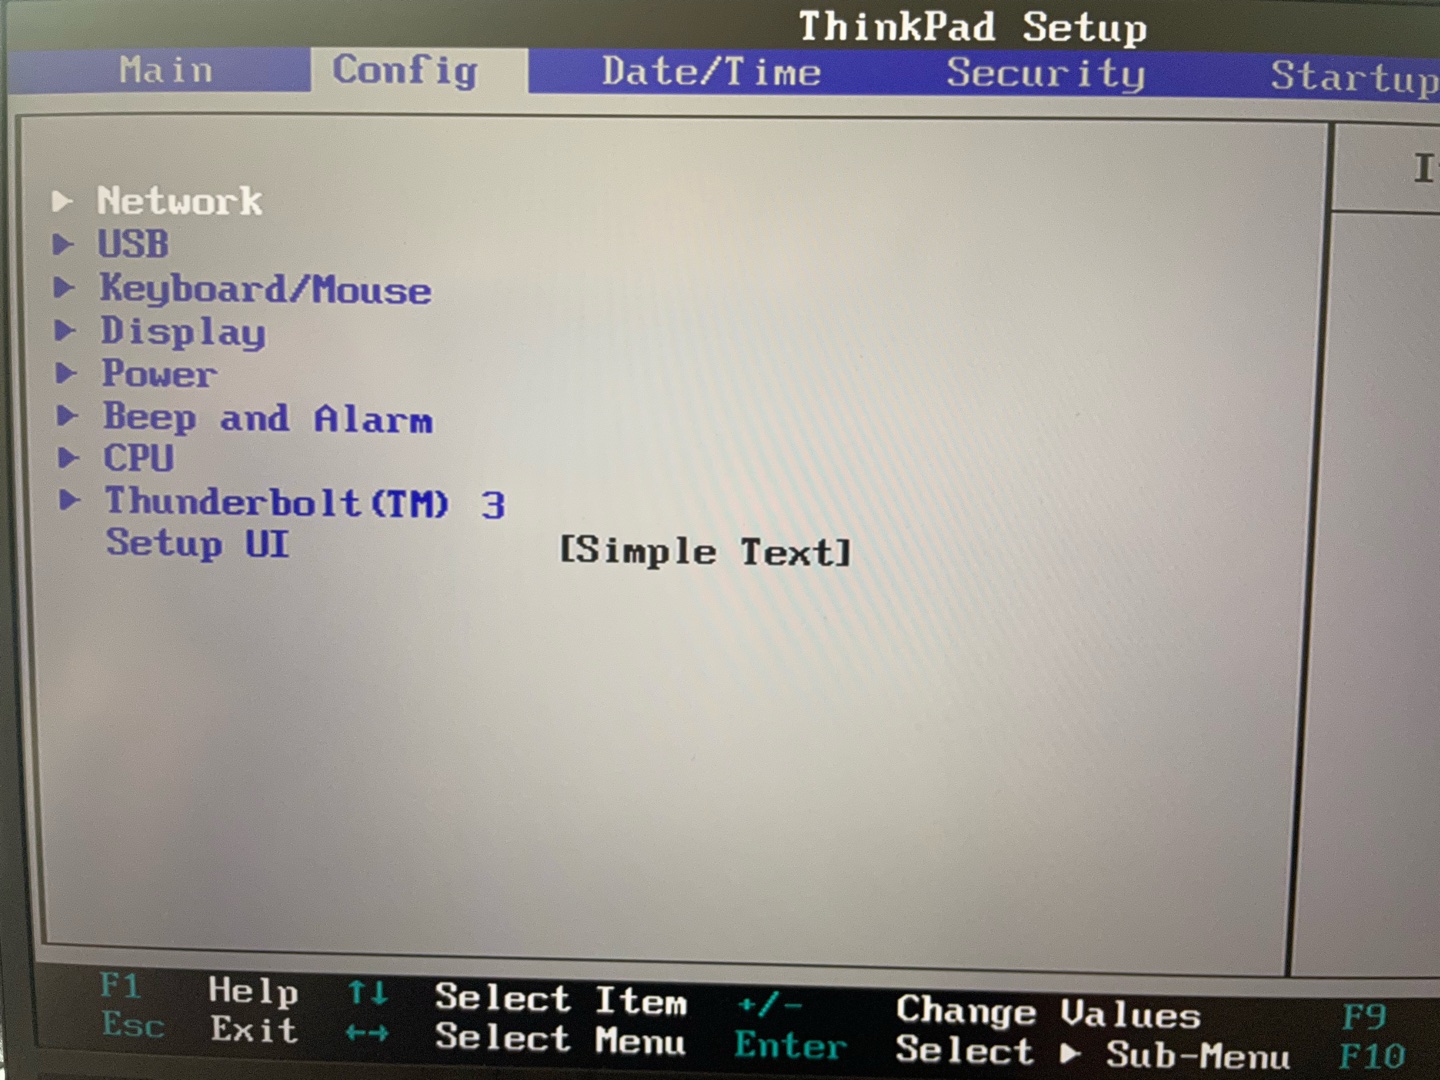 ThinkPad Setup
Main Config Date/Time Security Startup
Network
USB
Keyboard/Mouse
Display
Power
Beep and Alarm
CPU
Thunderbolt(TM) 3
Setup UI [Simple Text]
F1 Help ↑↓ Select Item +/- Change Values F9
Esc Exit ←→ Select Menu Enter Select ▶ Sub-Menu F10